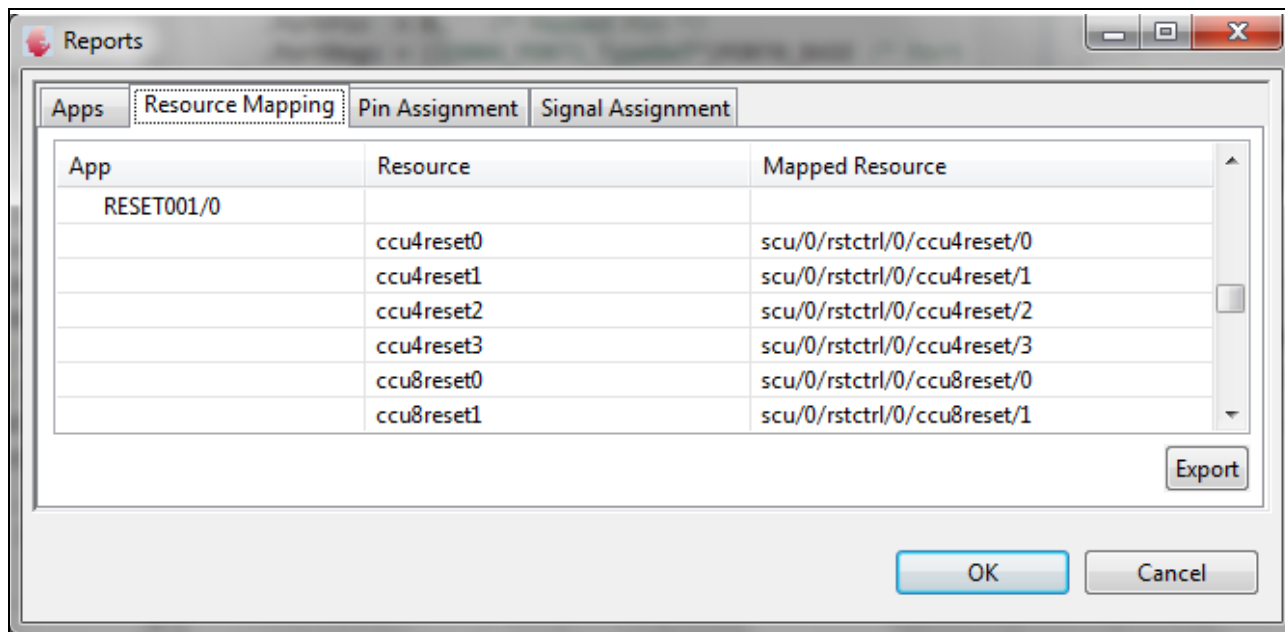 Reports
Apps Resource Mapping Pin Assignment Signal Assignment
App Resource Mapped Resource
RESET001/0
ccu4reset0 scu/0/rstctrl/0/ccu4reset/0
ccu4reset1 scu/0/rstctrl/0/ccu4reset/1
ccu4reset2 scu/0/rstctrl/0/ccu4reset/2
ccu4reset3 scu/0/rstctrl/0/ccu4reset/3
ccu8reset0 scu/0/rstctrl/0/ccu8reset/0
ccu8reset1 scu/0/rstctrl/0/ccu8reset/1
Export
OK Cancel